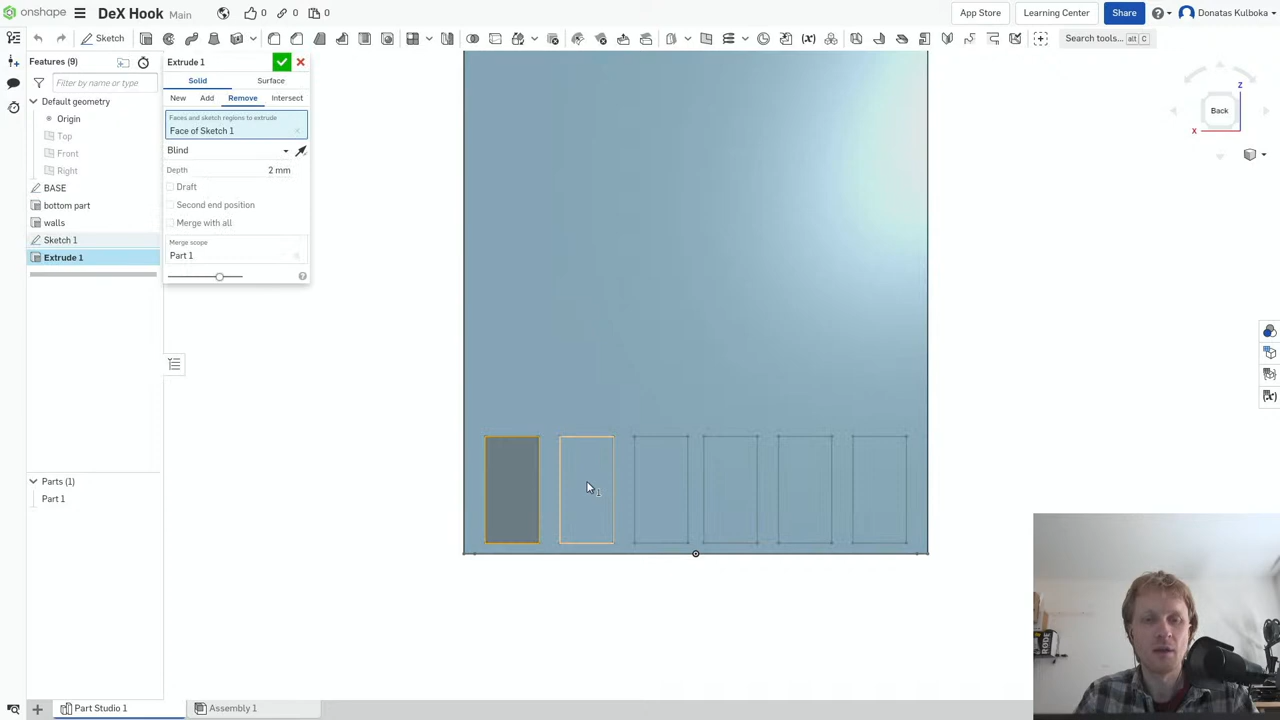 onshape
DeX Hook
Main
0
0
0
App Store
Learning Center
Share
Donatas Kulboka
Sketch
Search tools...
alt
C
Features (9)
Filter by name or type
Default geometry
Origin
Top
Front
Right
BASE
bottom part
walls
Sketch 1
Extrude 1
Extrude 1
Solid
Surface
New
Add
Remove
Intersect
Faces and sketch regions to extrude
Face of Sketch 1
Blind
Depth
2 mm
Draft
Second end position
Merge with all
Merge scope
Part 1
Z
Back
X
1
Parts (1)
Part 1
RØDE
Part Studio 1
Assembly 1